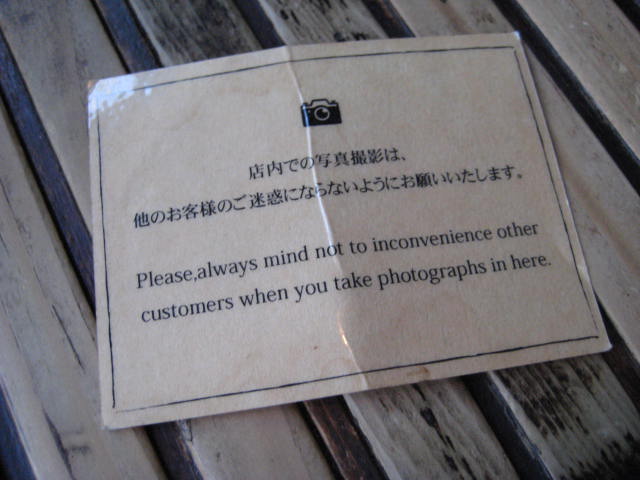 店内での写真撮影は、
他のお客様のご迷惑にならないようにお願いいたします。
Please,always mind not to inconvenience other
customers when you take photographs in here.